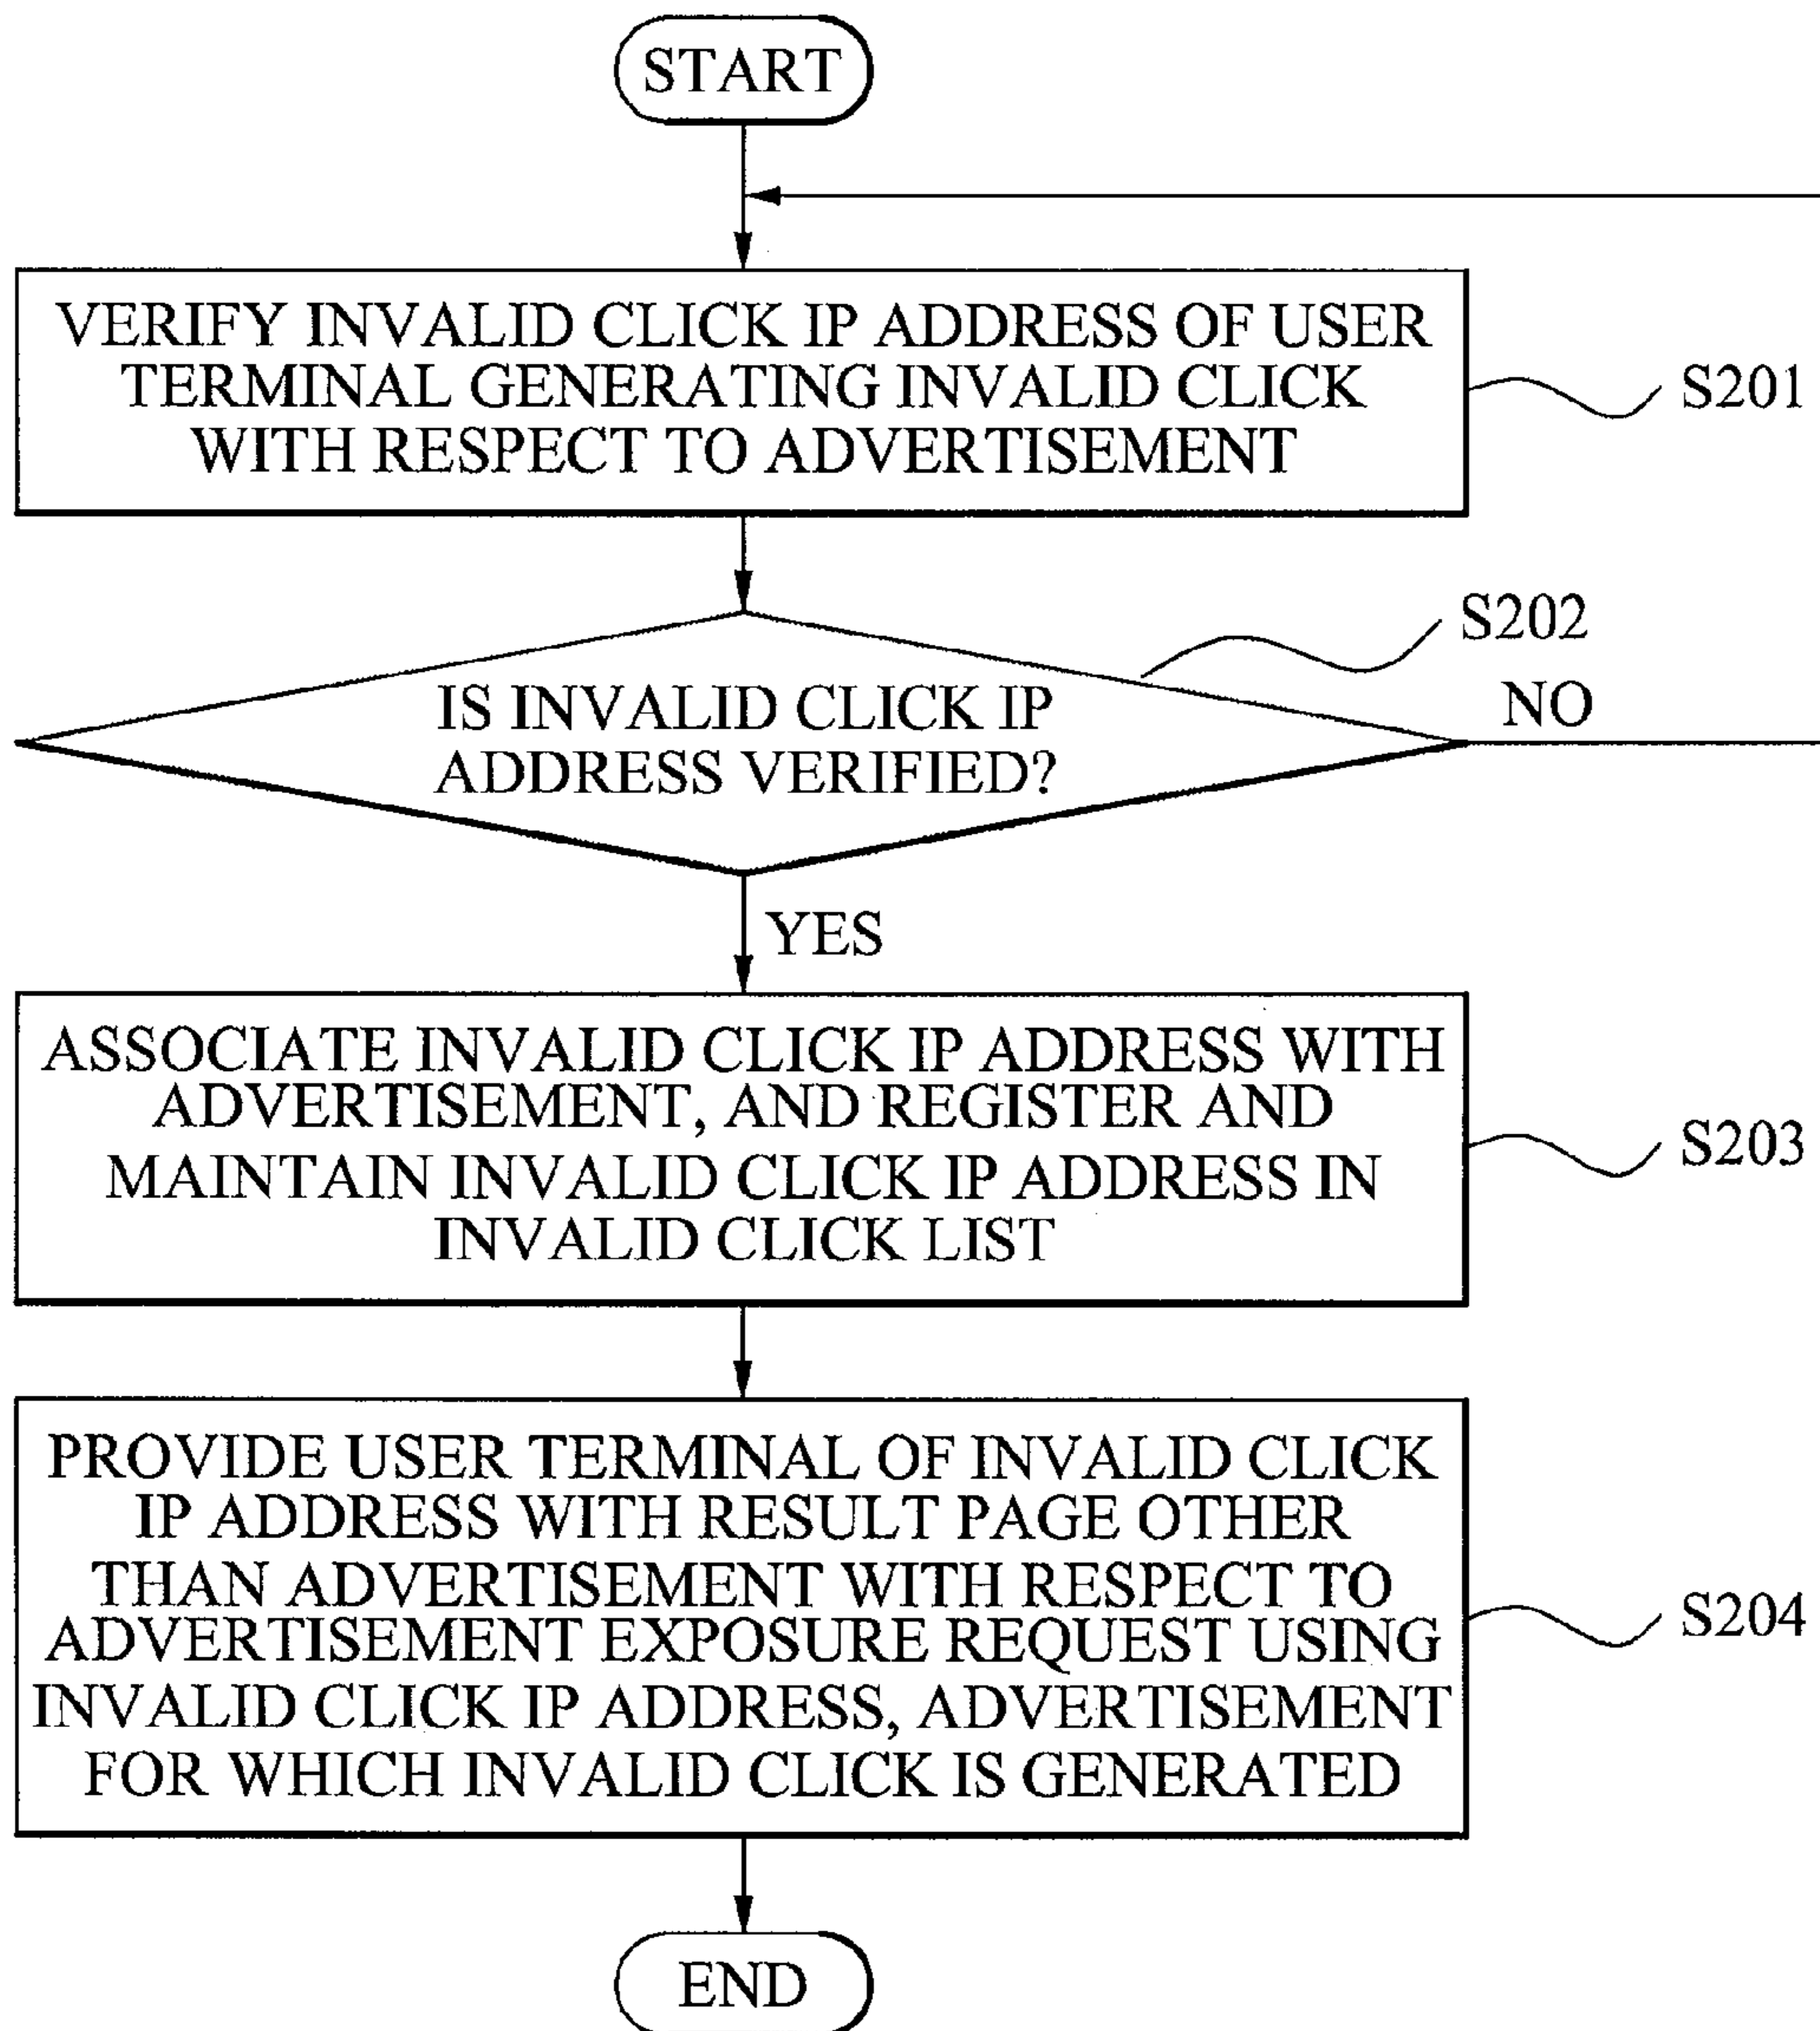 START
VERIFY INVALID CLICK IP ADDRESS OF USER
TERMINAL GENERATING INVALID CLICK
WITH RESPECT TO ADVERTISEMENT
S201
S202
IS INVALID CLICK IP
ADDRESS VERIFIED?
NO
YES
ASSOCIATE INVALID CLICK IP ADDRESS WITH
ADVERTISEMENT, AND REGISTER AND
MAINTAIN INVALID CLICK IP ADDRESS IN
INVALID CLICK LIST
S203
PROVIDE USER TERMINAL OF INVALID CLICK
IP ADDRESS WITH RESULT PAGE OTHER
THAN ADVERTISEMENT WITH RESPECT TO
ADVERTISEMENT EXPOSURE REQUEST USING
INVALID CLICK IP ADDRESS, ADVERTISEMENT
FOR WHICH INVALID CLICK IS GENERATED
S204
END